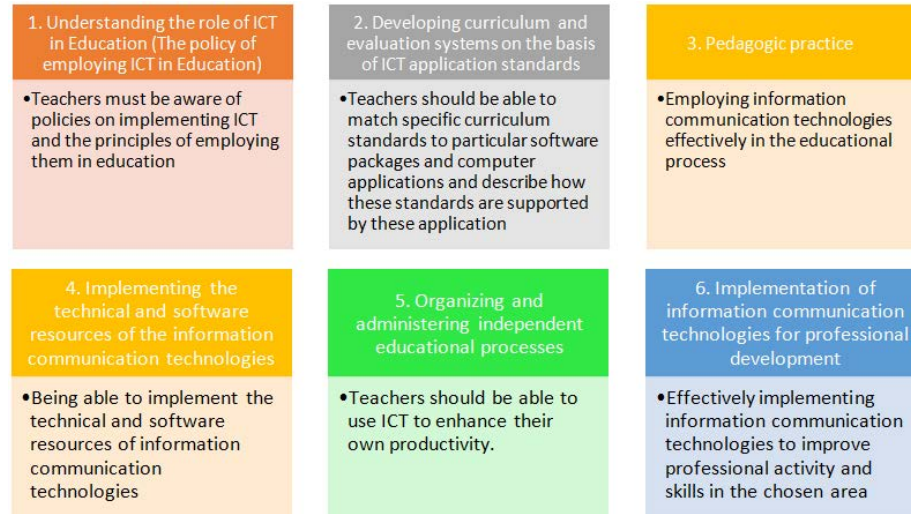 1. Understanding the role of ICT
in Education (The policy of
employing ICT in Education)
•Teachers must be aware of
policies on implementing ICT
and the principles of employing
them in education
2. Developing curriculum and
evaluation systems on the basis
of ICT application standards
•Teachers should be able to
match specific curriculum
standards to particular software
packages and computer
applications and describe how
these standards are supported
by these application
3. Pedagogic practice
•Employing information
communication technologies
effectively in the educational
process
4. Implementing the
technical and software
resources of the information
communication technologies
•Being able to implement the
technical and software
resources of information
communication
technologies
5. Organizing and
administering independent
educational processes
•Teachers should be able to
use ICT to enhance their
own productivity.
6. Implementation of
information communication
technologies for professional
development
•Effectively implementing
information communication
technologies to improve
professional activity and
skills in the chosen area